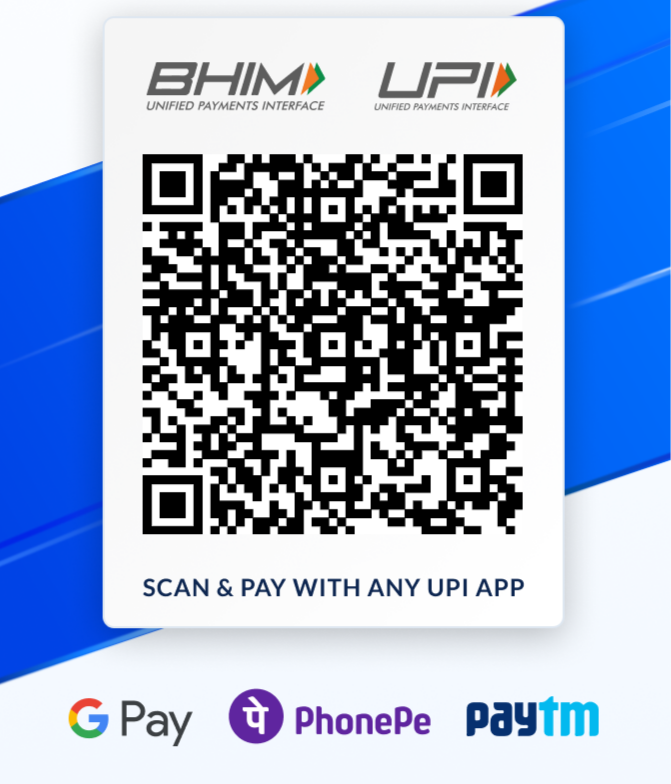 BHIM UPI
UNIFIED PAYMENTS INTERFACE UNIFIED PAYMENTS INTERFACE
SCAN & PAY WITH ANY UPI APP
G Pay पे PhonePe paytm